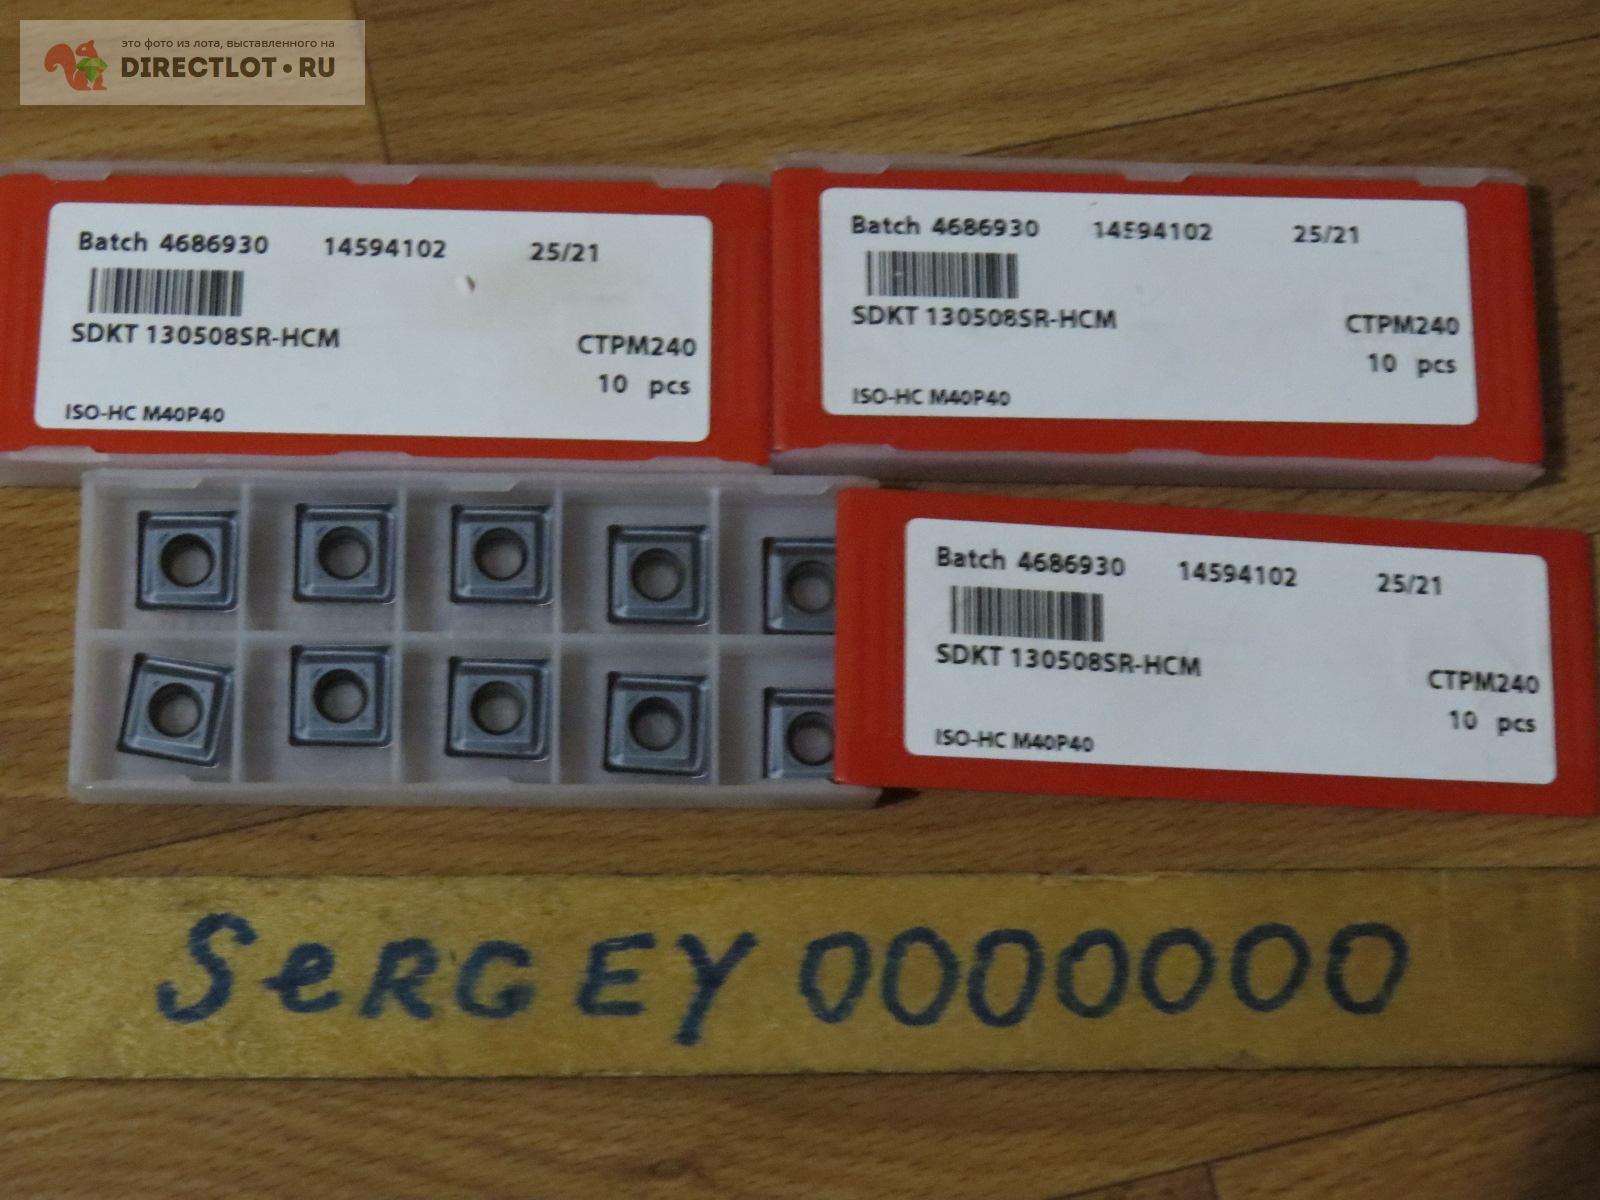 это фото из лота, выставленного на
DIRECTLOT•RU
Batch 4686930 14594102 25/21
SDKT 130508SR-HCM
CTPM240
10 pcs
ISO-HC M40P40
Batch 4686930 14594102 25/21
SDKT 130508SR-HCM
CTPM240
10 pcs
ISO-HC M40P40
Batch 4686930 14594102 25/21
SDKT 130508SR-HCM
CTPM240
10 pcs
ISO-HC M40P40
SeRGEY 0000000